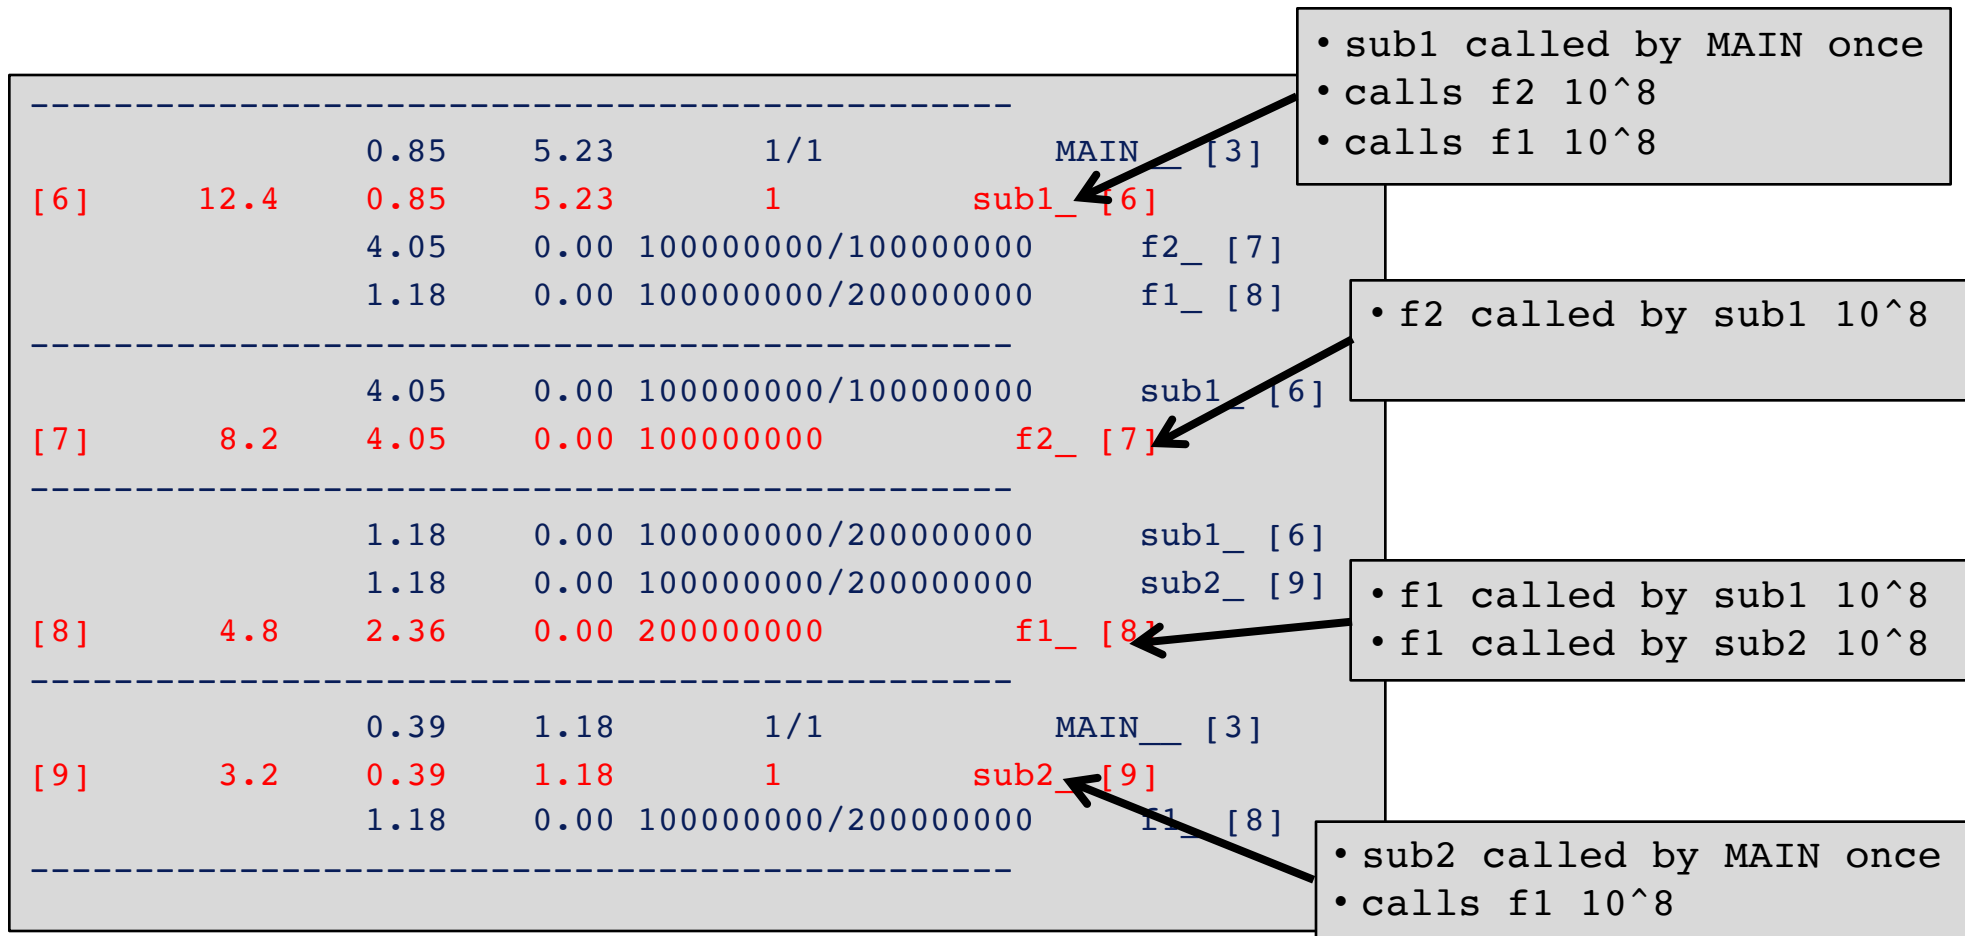 ----------------------------------------------
0.85 5.23 1/1 MAIN__ [3]
[6] 12.4 0.85 5.23 1 sub1_ [6]
4.05 0.00 100000000/100000000 f2_ [7]
1.18 0.00 100000000/200000000 f1_ [8]
----------------------------------------------
4.05 0.00 100000000/100000000 sub1_ [6]
[7] 8.2 4.05 0.00 100000000 f2_ [7]
----------------------------------------------
1.18 0.00 100000000/200000000 sub1_ [6]
1.18 0.00 100000000/200000000 sub2_ [9]
[8] 4.8 2.36 0.00 200000000 f1_ [8]
----------------------------------------------
0.39 1.18 1/1 MAIN__ [3]
[9] 3.2 0.39 1.18 1 sub2_ [9]
1.18 0.00 100000000/200000000 f1_ [8]
----------------------------------------------
• sub1 called by MAIN once
• calls f2 10^8
• calls f1 10^8
• f2 called by sub1 10^8
• f1 called by sub1 10^8
• f1 called by sub2 10^8
• sub2 called by MAIN once
• calls f1 10^8